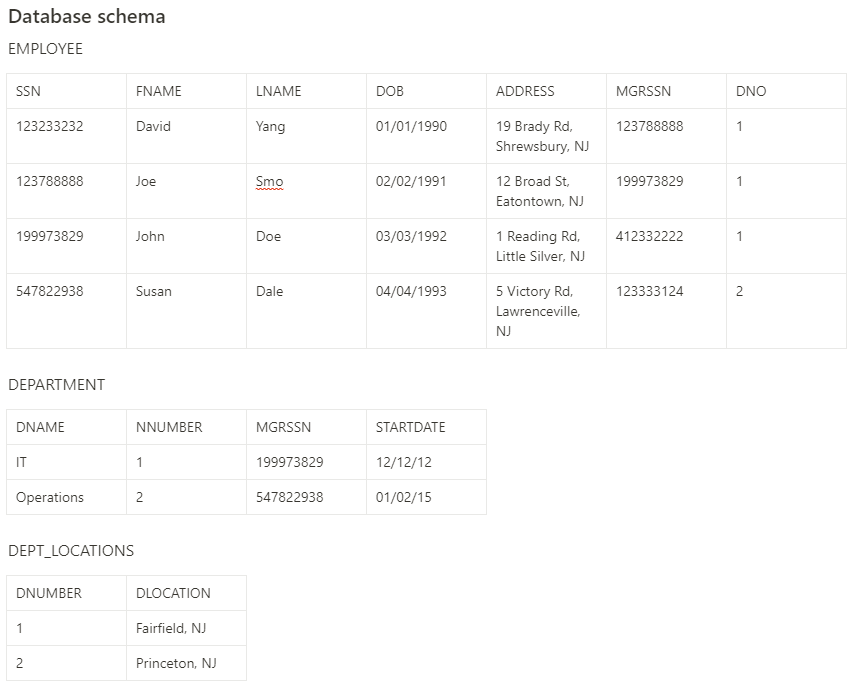 Database schema
EMPLOYEE
SSN FNAME LNAME DOB ADDRESS MGRSSN DNO
123233232 David Yang 01/01/1990 19 Brady Rd, 123788888 1
Shrewsbury, NJ
123788888 Joe Smo 02/02/1991 12 Broad St, 199973829 1
Eatontown, NJ
199973829 John Doe 03/03/1992 1 Reading Rd, 412332222 1
Little Silver, NJ
547822938 Susan Dale 04/04/1993 5 Victory Rd, 123333124 2
Lawrenceville,
NJ
DEPARTMENT
DNAME NNUMBER MGRSSN STARTDATE
IT 1 199973829 12/12/12
Operations 2 547822938 01/02/15
DEPT_LOCATIONS
DNUMBER DLOCATION
1 Fairfield, NJ
2 Princeton, NJ